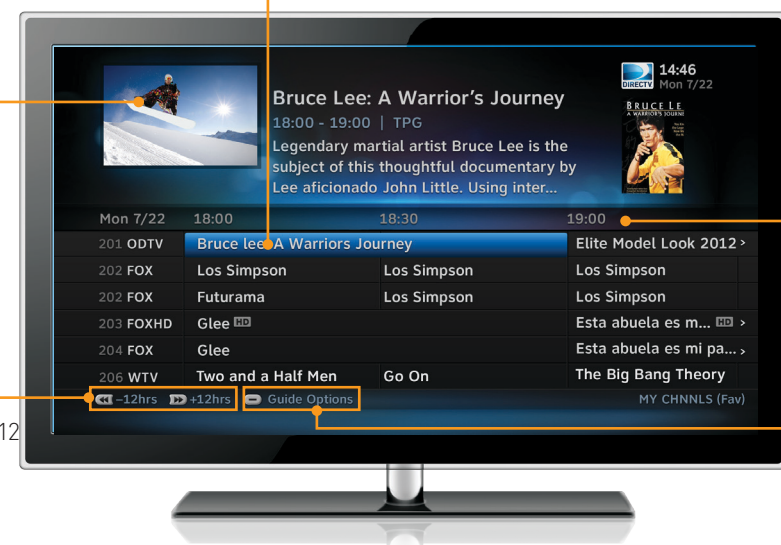 DIRECTV
14:46
Mon 7/22
Bruce Lee: A Warrior's Journey
18:00 - 19:00 | TPG
Legendary martial artist Bruce Lee is the
subject of this thoughtful documentary by
Lee aficionado John Little. Using inter...
BRUCE LE
A WARRIOR'S JOURNE
Mon 7/22 18:00 18:30 19:00
201 ODTV Bruce lee: A Warriors Journey Elite Model Look 2012 >
202 FOX Los Simpson Los Simpson Los Simpson
202 FOX Futurama Los Simpson Los Simpson
203 FOXHD Glee HD Esta abuela es m... HD >
204 FOX Glee Esta abuela es mi pa... >
206 WTV Two and a Half Men Go On The Big Bang Theory
-12hrs +12hrs Guide Options MY CHNNLS (Fav)
12